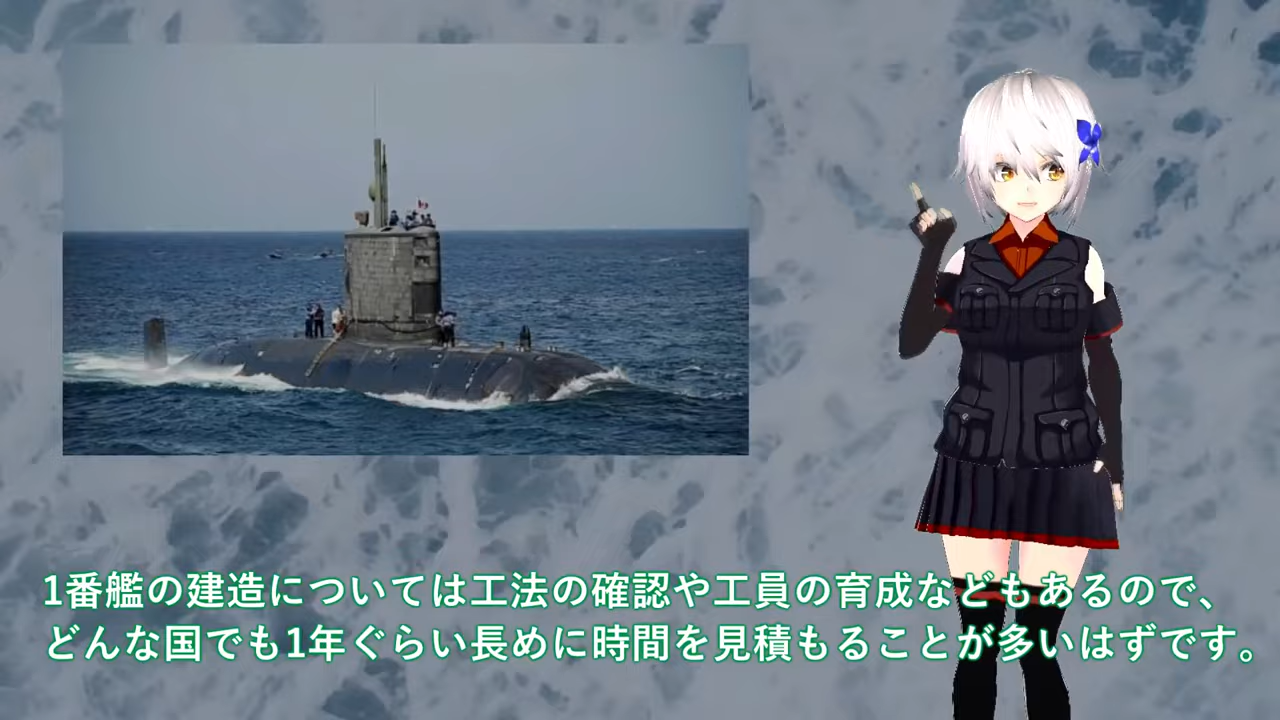 1番艦の建造については工法の確認や工員の育成などもあるので、
どんな国でも1年ぐらい長めに時間を見積もることが多いはずです。